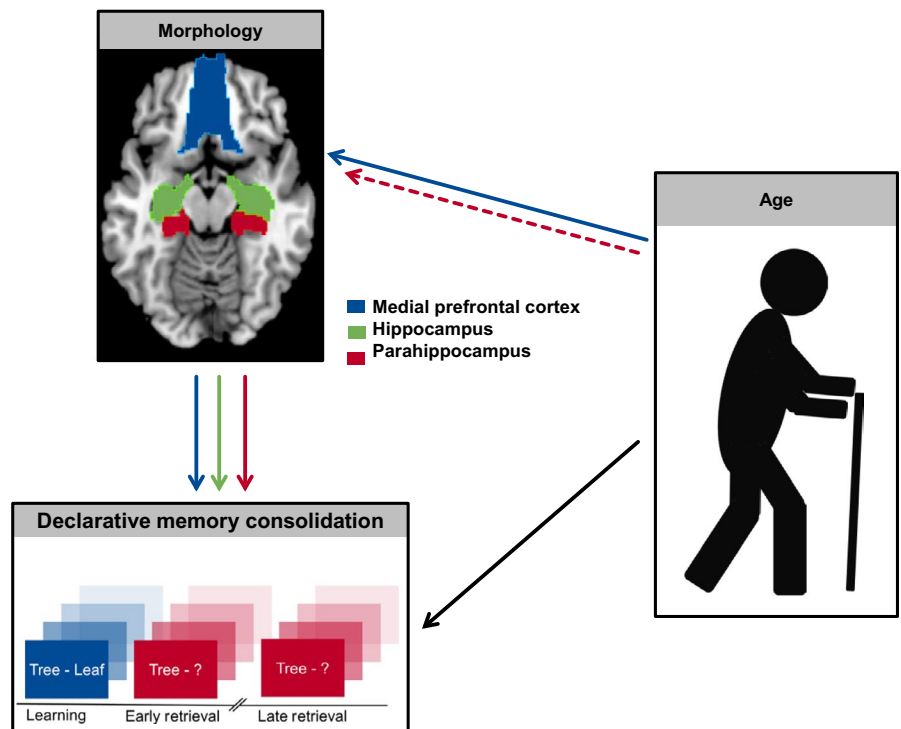 Morphology
Age
Medial prefrontal cortex
Hippocampus
Parahippocampus
Declarative memory consolidation
Tree - Leaf
Tree - ?
Tree - ?
Learning
Early retrieval
Late retrieval